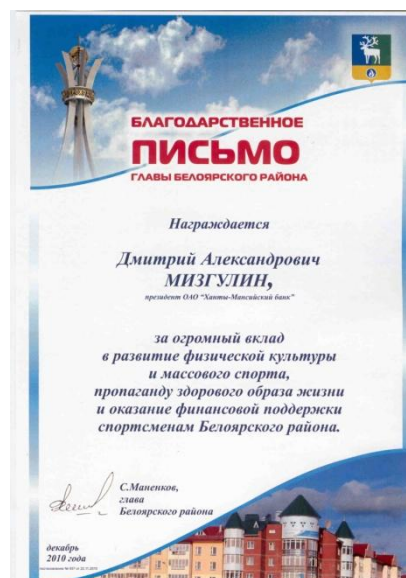 БЛАГОДАРСТВЕННОЕ
ПИСЬМО
ГЛАВЫ БЕЛОЯРСКОГО РАЙОНА
Награждается
Дмитрий Александрович
МИЗГУЛИН,
президент ОАО "Ханты-Мансийский банк"
за огромный вклад
в развитие физической культуры
и массового спорта,
пропаганду здорового образа жизни
и оказание финансовой поддержки
спортсменам Белоярского района.
С.Маненков,
глава
Белоярского района
декабрь
2010 года